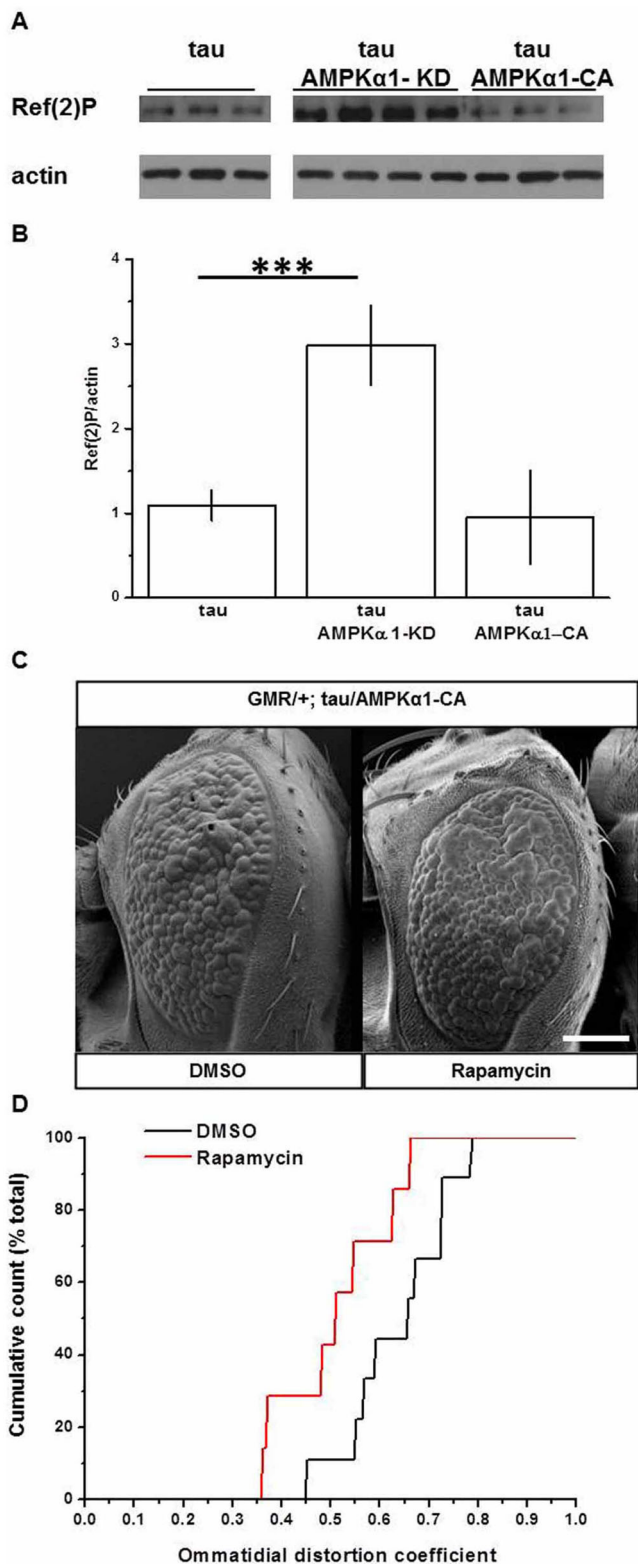 A
tau
tau
tau
AMPKα1- KD
AMPKα1-CA
Ref(2)P
actin
B
***
4
3
2
1
0
Ref(2)P/actin
tau
tau
tau
AMPKα 1-KD
AMPKα1–CA
C
GMR/+; tau/AMPKα1-CA
DMSO
Rapamycin
D
DMSO
Rapamycin
100
80
60
40
20
0
Cumulative count (% total)
0.0 0.1 0.2 0.3 0.4 0.5 0.6 0.7 0.8 0.9 1.0
Ommatidial distortion coefficient